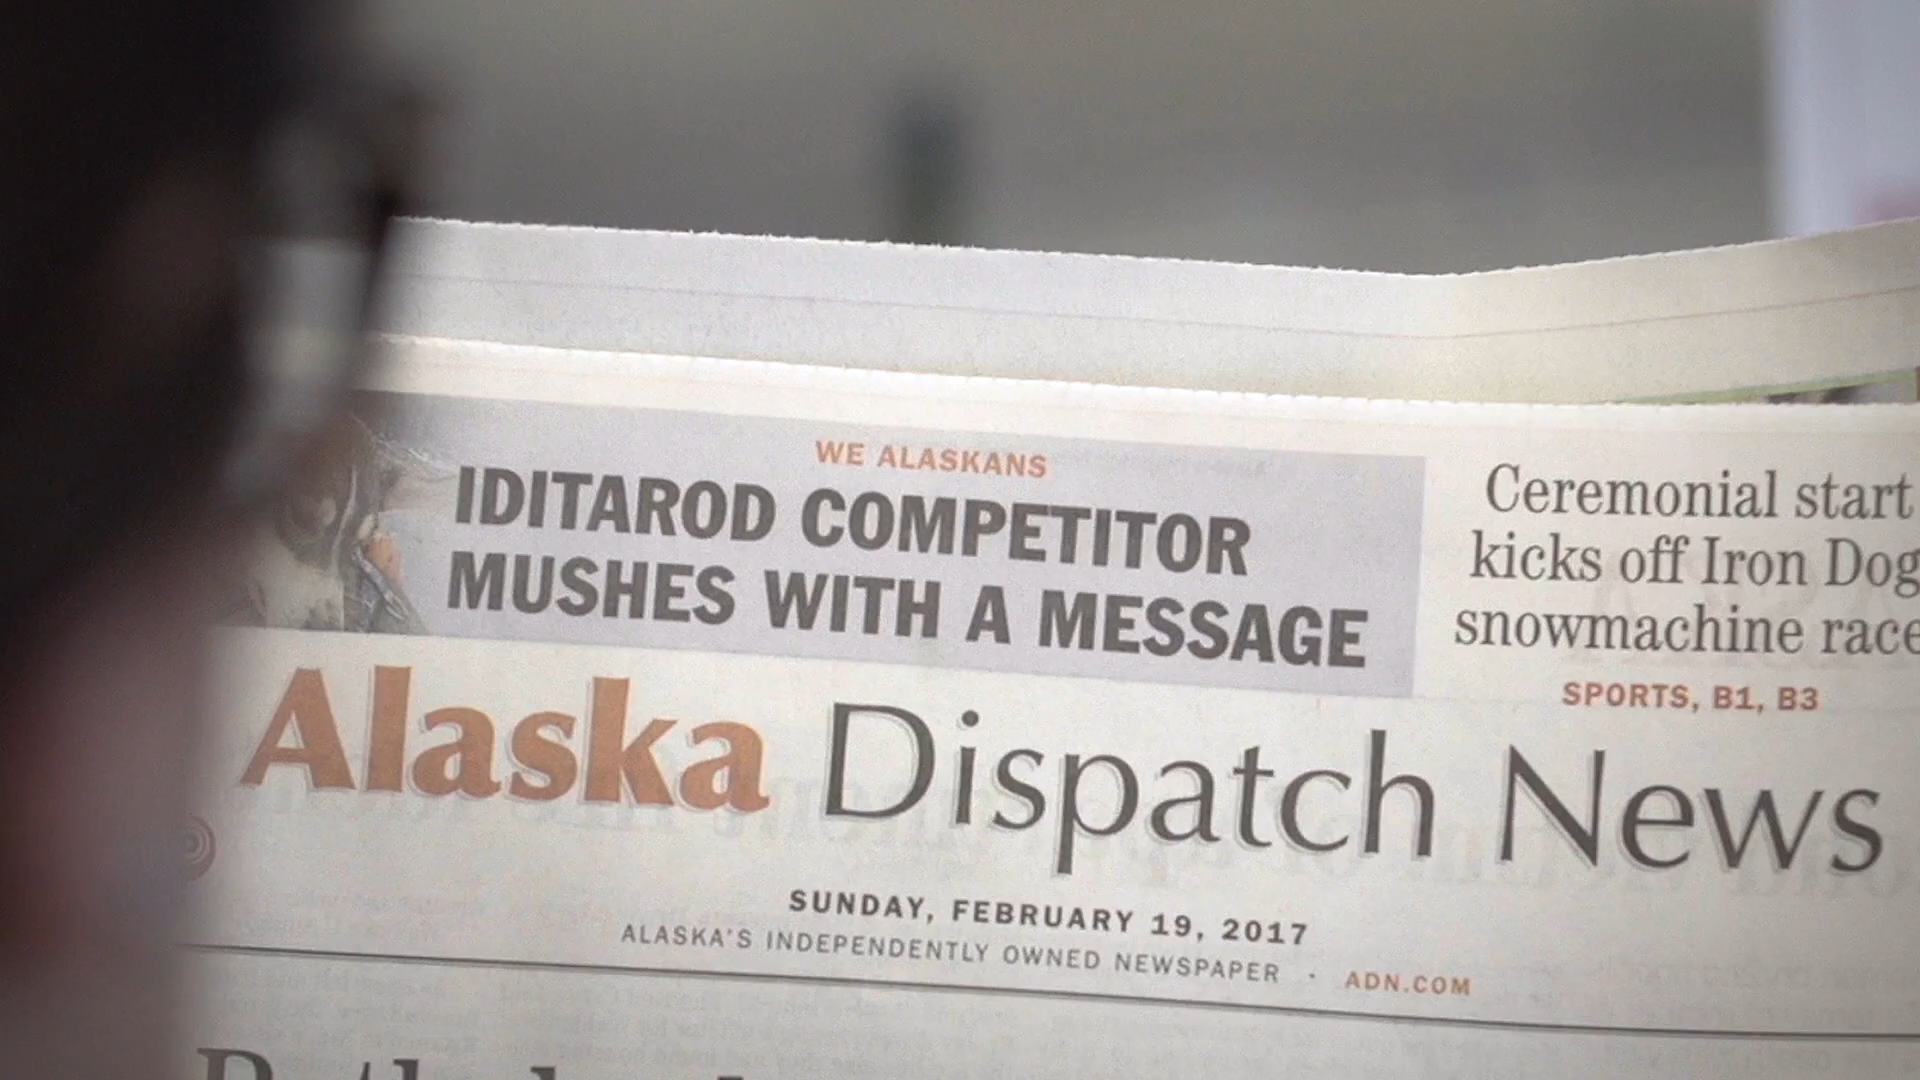 WE ALASKANS
IDITAROD COMPETITOR
MUSHES WITH A MESSAGE
Ceremonial start
kicks off Iron Dog
snowmachine race
SPORTS, B1, B3
Alaska Dispatch News
SUNDAY, FEBRUARY 19, 2017
ALASKA'S INDEPENDENTLY OWNED NEWSPAPER · ADN.COM